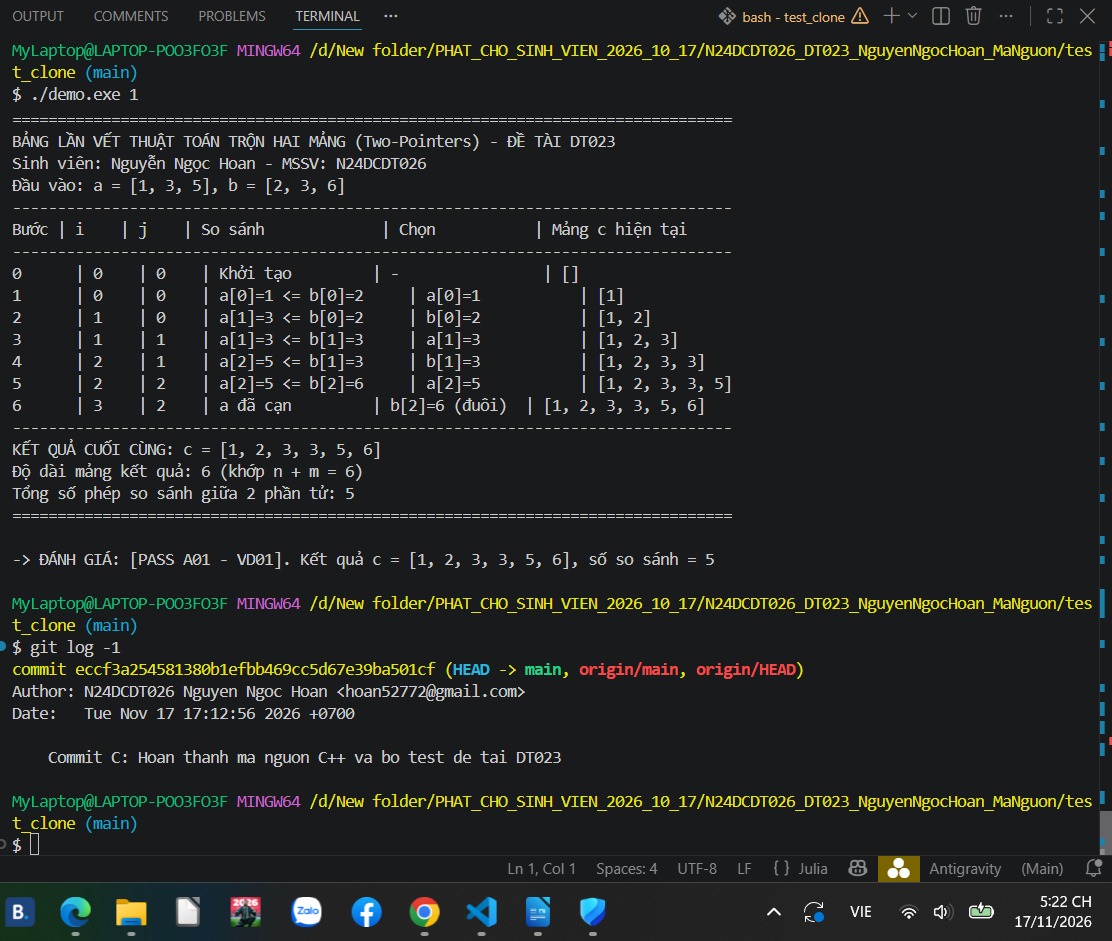 OUTPUT COMMENTS PROBLEMS TERMINAL ... bash - test_clone
MyLaptop@LAPTOP-POO3FO3F MINGW64 /d/New folder/PHAT_CHO_SINH_VIEN_2026_10_17/N24DCDT026_DT023_NguyenNgocHoan_MaNguon/tes
t_clone (main)
$ ./demo.exe 1
================================================================================
BẢNG LẦN VẾT THUẬT TOÁN TRỘN HAI MẢNG (Two-Pointers) - ĐỀ TÀI DT023
Sinh viên: Nguyễn Ngọc Hoan - MSSV: N24DCDT026
Đầu vào: a = [1, 3, 5], b = [2, 3, 6]
--------------------------------------------------------------------------------
Bước | i    | j    | So sánh             | Chọn           | Mảng c hiện tại
--------------------------------------------------------------------------------
0      | 0    | 0    | Khởi tạo         | -                | []
1      | 0    | 0    | a[0]=1 <= b[0]=2     | a[0]=1           | [1]
2      | 1    | 0    | a[1]=3 <= b[0]=2     | b[0]=2           | [1, 2]
3      | 1    | 1    | a[1]=3 <= b[1]=3     | a[1]=3           | [1, 2, 3]
4      | 2    | 1    | a[2]=5 <= b[1]=3     | b[1]=3           | [1, 2, 3, 3]
5      | 2    | 2    | a[2]=5 <= b[2]=6     | a[2]=5           | [1, 2, 3, 3, 5]
6      | 3    | 2    | a đã cạn         | b[2]=6 (đuôi)  | [1, 2, 3, 3, 5, 6]
--------------------------------------------------------------------------------
KẾT QUẢ CUỐI CÙNG: c = [1, 2, 3, 3, 5, 6]
Độ dài mảng kết quả: 6 (khớp n + m = 6)
Tổng số phép so sánh giữa 2 phần tử: 5
================================================================================
-> ĐÁNH GIÁ: [PASS A01 - VD01]. Kết quả c = [1, 2, 3, 3, 5, 6], số so sánh = 5
MyLaptop@LAPTOP-POO3FO3F MINGW64 /d/New folder/PHAT_CHO_SINH_VIEN_2026_10_17/N24DCDT026_DT023_NguyenNgocHoan_MaNguon/tes
t_clone (main)
$ git log -1
commit eccf3a254581380b1efbb469cc5d67e39ba501cf (HEAD -> main, origin/main, origin/HEAD)
Author: N24DCDT026 Nguyen Ngoc Hoan <hoan52772@gmail.com>
Date:   Tue Nov 17 17:12:56 2026 +0700
    Commit C: Hoan thanh ma nguon C++ va bo test de tai DT023
MyLaptop@LAPTOP-POO3FO3F MINGW64 /d/New folder/PHAT_CHO_SINH_VIEN_2026_10_17/N24DCDT026_DT023_NguyenNgocHoan_MaNguon/tes
t_clone (main)
$
Ln 1, Col 1 Spaces: 4 UTF-8 LF {} Julia Antigravity (Main)
B. 2026 Zalo VIE 5:22 CH
17/11/2026